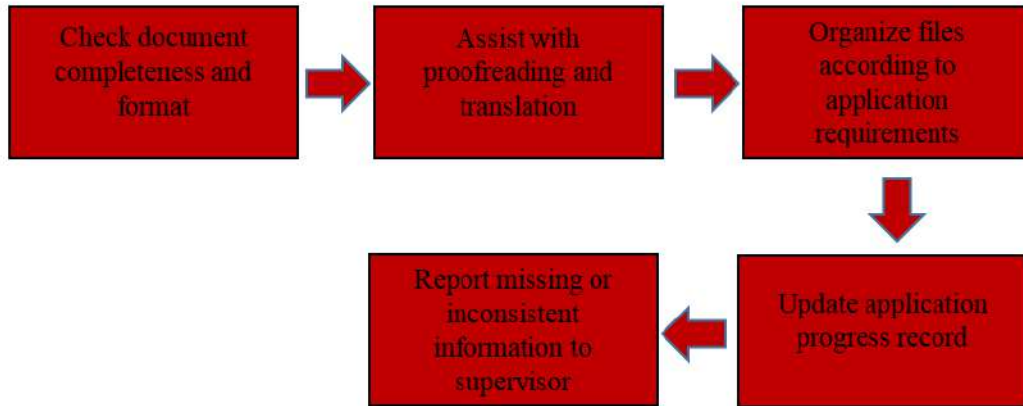 Check document
completeness and
format
Assist with
proofreading and
translation
Organize files
according to
application
requirements
Update application
progress record
Report missing or
inconsistent
information to
supervisor